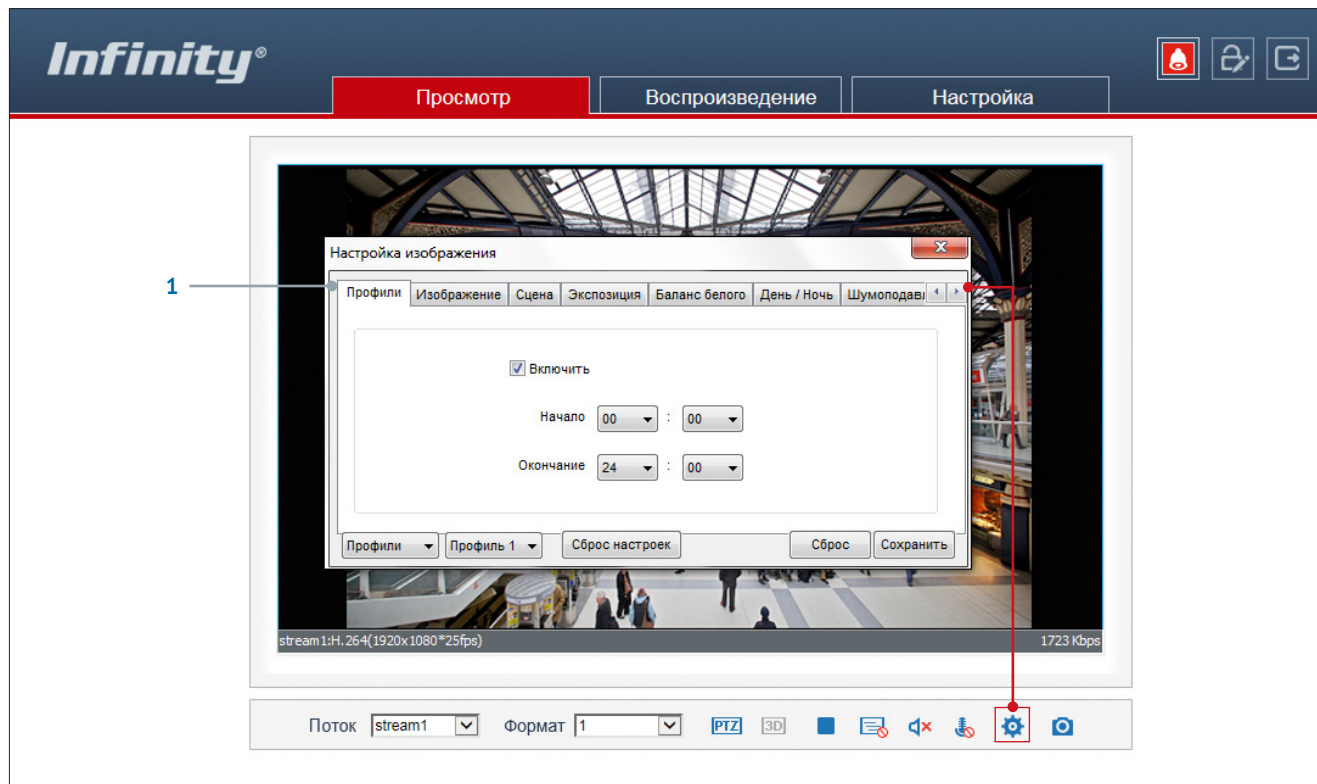 Infinity®
Просмотр
Воспроизведение
Настройка
Настройка изображения
1
Профили
Изображение
Сцена
Экспозиция
Баланс белого
День / Ночь
Шумоподавл
Включить
Начало 00 : 00
Окончание 24 : 00
Профили
Профиль 1
Сброс настроек
Сброс
Сохранить
stream1:H.264(1920x1080*25fps)
1723 Kbps
Поток stream1
Формат 1
PTZ
3D